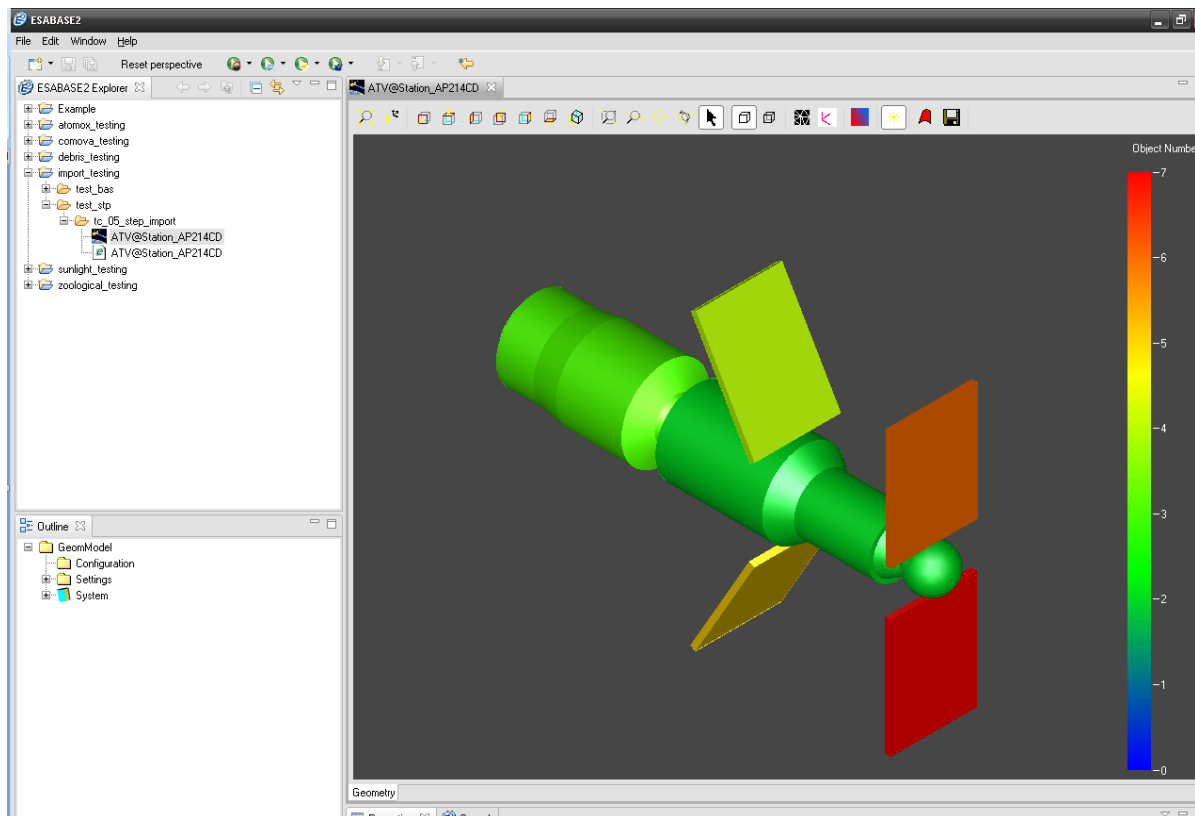 ESABASE2
File Edit Window Help
Reset perspective
ESABASE2 Explorer
ATV@Station_AP214CD
Example
atomox_testing
comova_testing
debris_testing
import_testing
test_bas
test_stp
tc_05_step_import
ATV@Station_AP214CD
ATV@Station_AP214CD
sunlight_testing
zoological_testing
Object Numbe
7
6
5
4
3
2
1
0
Outline
GeomModel
Configuration
Settings
System
Geometry